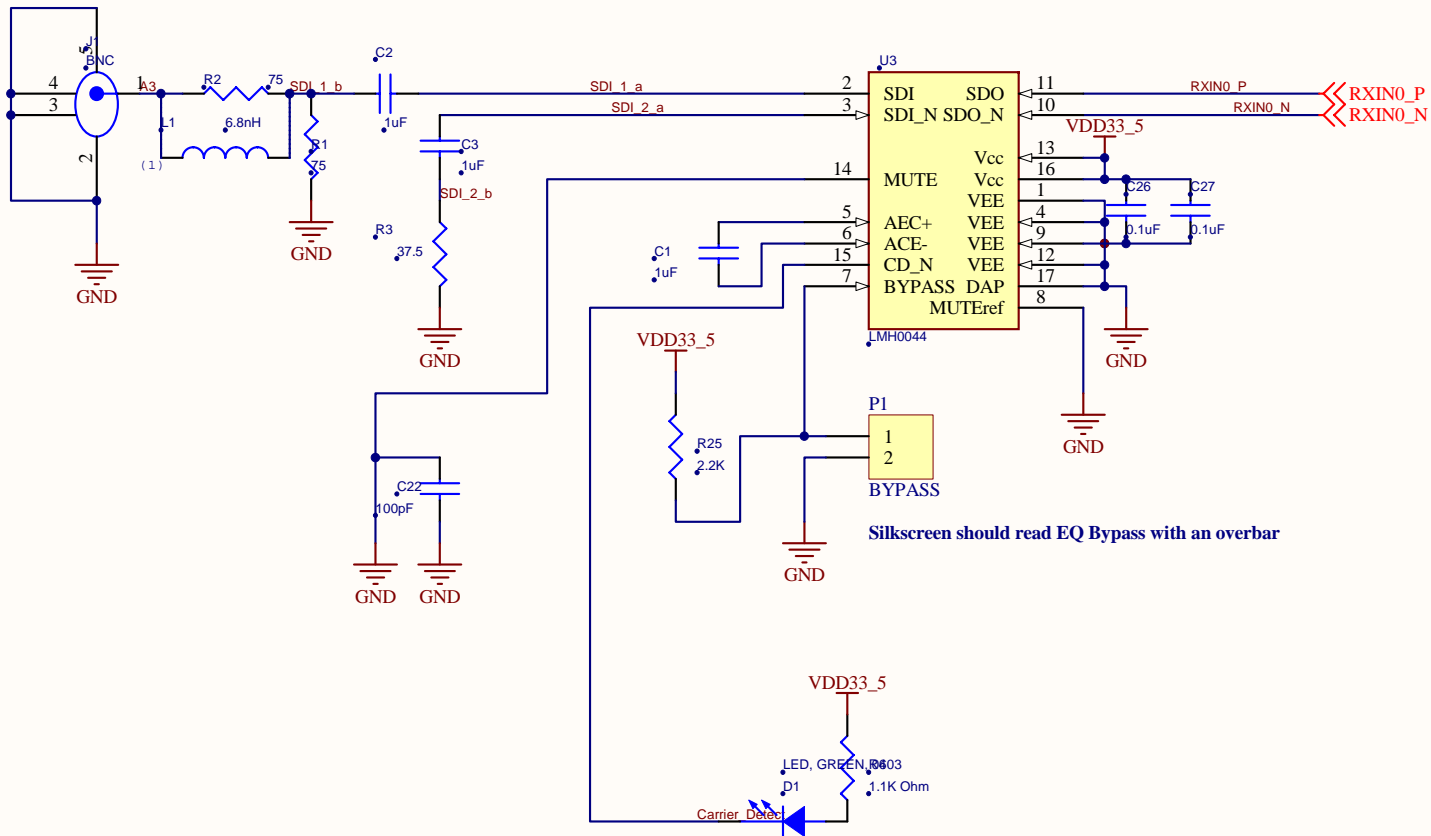 J1
BNC
5
4
3
2
1
A3
R2
75
SDI_1_b
L1
6.8nH
(1)
R1
75
GND
GND
C2
1uF
SDI_1_a
SDI_2_a
C3
1uF
SDI_2_b
R3
37.5
GND
U3
2
SDI
SDO
11
RXIN0_P
RXIN0_P
3
SDI_N
SDO_N
10
RXIN0_N
RXIN0_N
VDD33_5
Vcc
13
14
MUTE
Vcc
16
VEE
1
C26
C27
5
AEC+
VEE
4
0.1uF
0.1uF
6
ACE-
VEE
9
15
CD_N
VEE
12
7
BYPASS
DAP
17
MUTEref
8
LMH0044
C1
1uF
GND
GND
VDD33_5
R25
2.2K
P1
1
2
BYPASS
GND
Silkscreen should read EQ Bypass with an overbar
C22
100pF
GND
GND
VDD33_5
LED, GREEN, 0603
D1
1.1K Ohm
Carrier_Detect